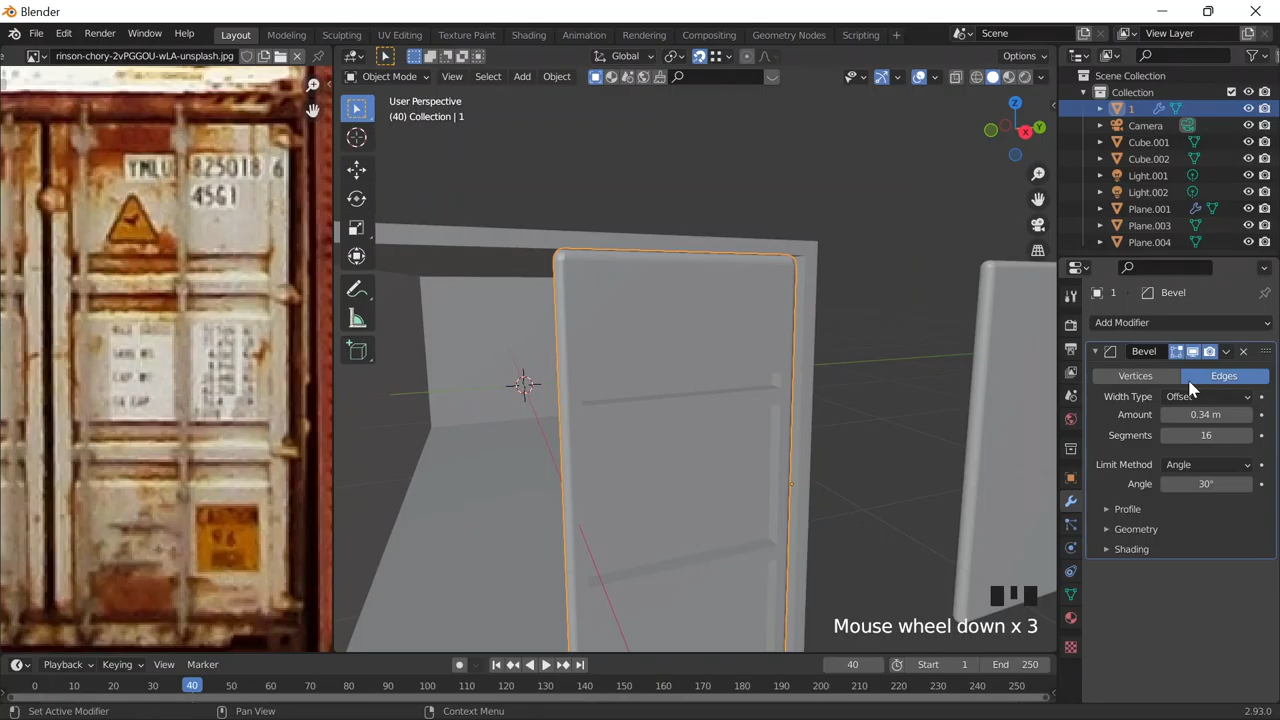 Blender
File Edit Render Window Help Layout Modeling Sculpting UV Editing Texture Paint Shading Animation Rendering Compositing Geometry Nodes Scripting + Scene View Layer
rinson-chory-2vPGGOU-wLA-unsplash.jpg Global Options
Object Mode View Select Add Object
User Perspective
(40) Collection | 1
Z
Y
X
YMLU 825018 6
45G1
Scene Collection
Collection
1
Camera
Cube.001
Cube.002
Light.001
Light.002
Plane.001
Plane.003
Plane.004
1 > Bevel
Add Modifier
Bevel
Vertices Edges
Width Type Offset
Amount 0.34 m
Segments 16
Limit Method Angle
Angle 30°
Profile
Geometry
Shading
Mouse wheel down x 3
Playback Keying View Marker 40 Start 1 End 250
0 10 20 30 40 50 60 70 80 90 100 110 120 130 140 150 160 170 180 190 200 210 220 230 240 250
Set Active Modifier Pan View Context Menu 2.93.0